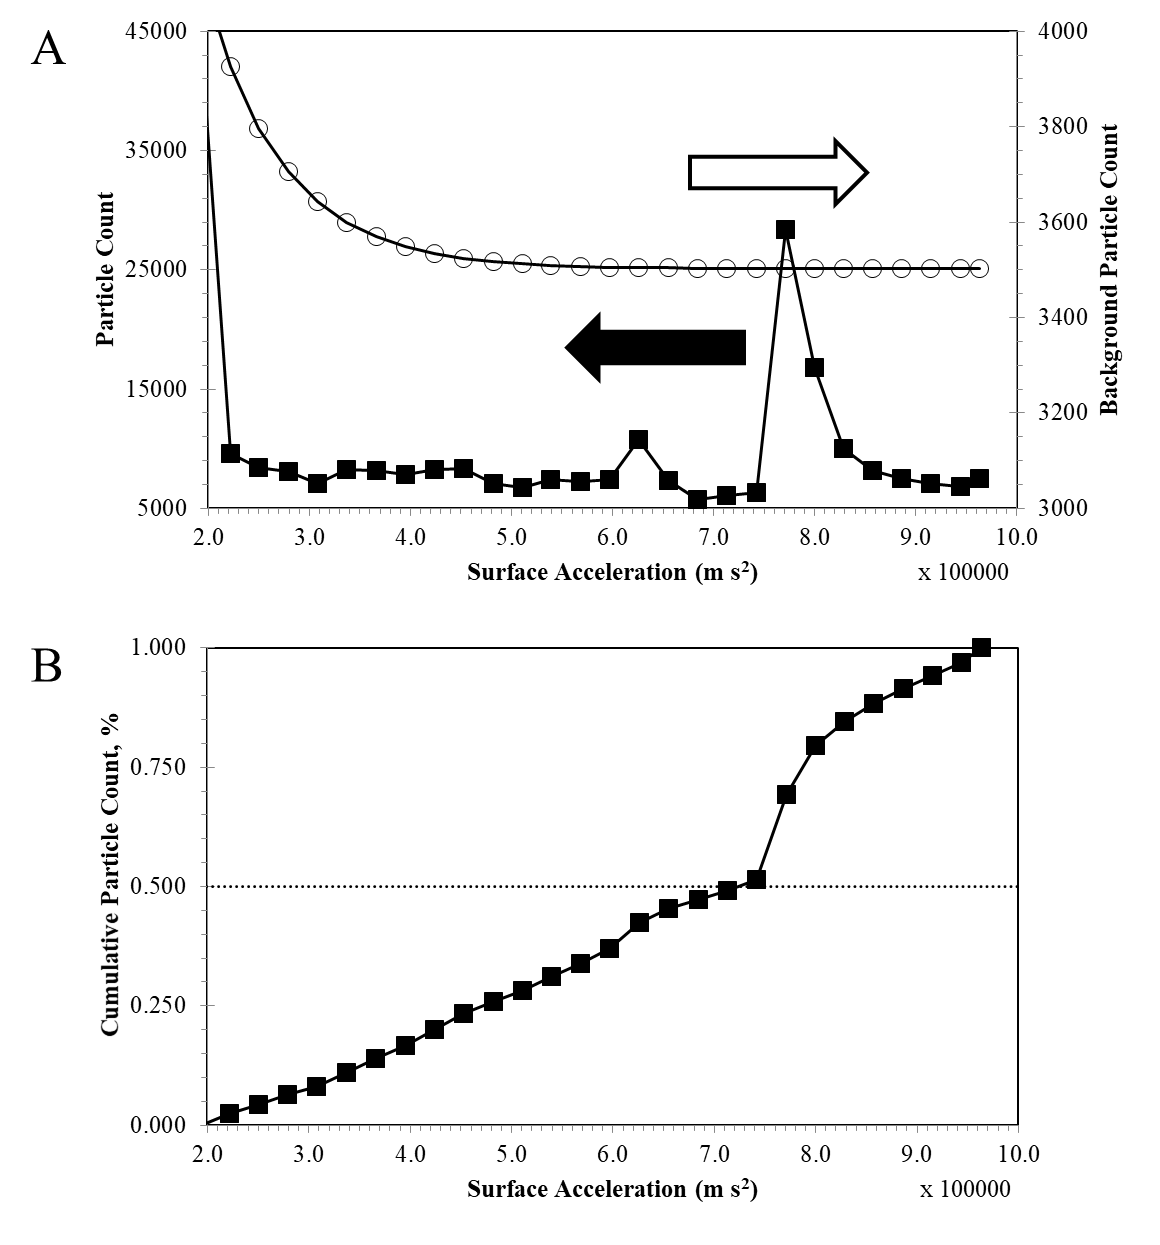 A
45000
35000
25000
15000
5000
Particle Count
4000
3800
3600
3400
3200
3000
Background Particle Count
2.0 3.0 4.0 5.0 6.0 7.0 8.0 9.0 10.0
Surface Acceleration (m s²)
x 100000
B
1.000
0.750
0.500
0.250
0.000
Cumulative Particle Count, %
2.0 3.0 4.0 5.0 6.0 7.0 8.0 9.0 10.0
Surface Acceleration (m s²)
x 100000